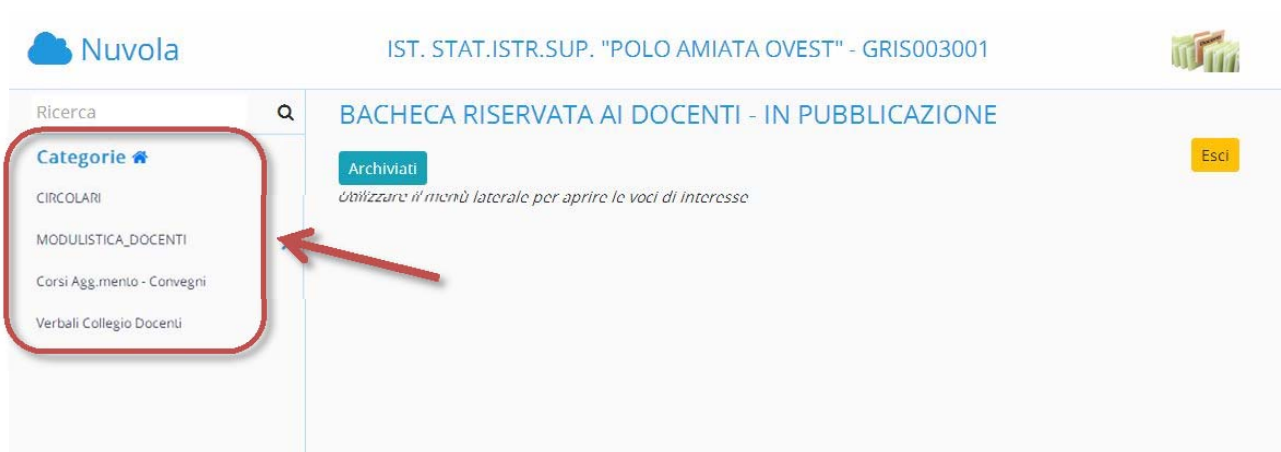 Nuvola
IST. STAT.ISTR.SUP. "POLO AMIATA OVEST" - GRIS003001
Ricerca
Categorie
CIRCOLARI
MODULISTICA_DOCENTI
Corsi Agg.mento - Convegni
Verbali Collegio Docenti
BACHECA RISERVATA AI DOCENTI - IN PUBBLICAZIONE
Archiviati
Esci
Utilizzare il menù laterale per aprire le voci di interesse